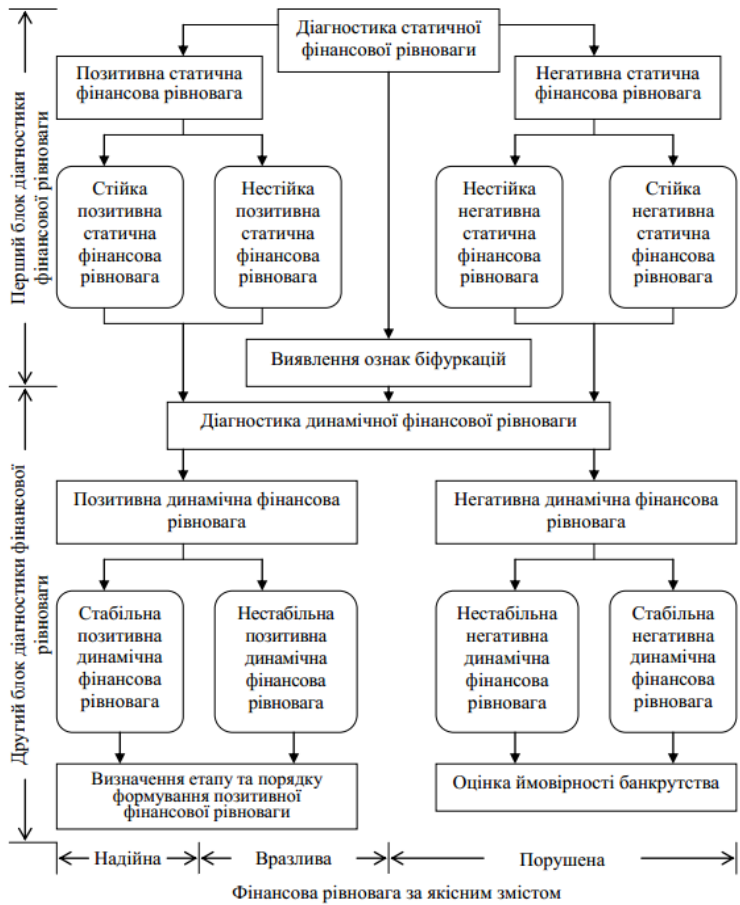 Діагностика статичної
фінансової рівноваги
Позитивна статична
фінансова рівновага
Негативна статична
фінансова рівновага
Стійка
позитивна
статична
фінансова
рівновага
Нестійка
позитивна
статична
фінансова
рівновага
Нестійка
негативна
статична
фінансова
рівновага
Стійка
негативна
статична
фінансова
рівновага
Перший блок діагностики
фінансової рівноваги
Виявлення ознак біфуркацій
Діагностика динамічної фінансової рівноваги
Позитивна динамічна фінансова
рівновага
Негативна динамічна фінансова
рівновага
Стабільна
позитивна
динамічна
фінансова
рівновага
Нестабільна
позитивна
динамічна
фінансова
рівновага
Нестабільна
негативна
динамічна
фінансова
рівновага
Стабільна
негативна
динамічна
фінансова
рівновага
Другий блок діагностики фінансової
рівноваги
Визначення етапу та порядку
формування позитивної
фінансової рівноваги
Оцінка ймовірності банкрутства
Надійна
Вразлива
Порушена
Фінансова рівновага за якісним змістом